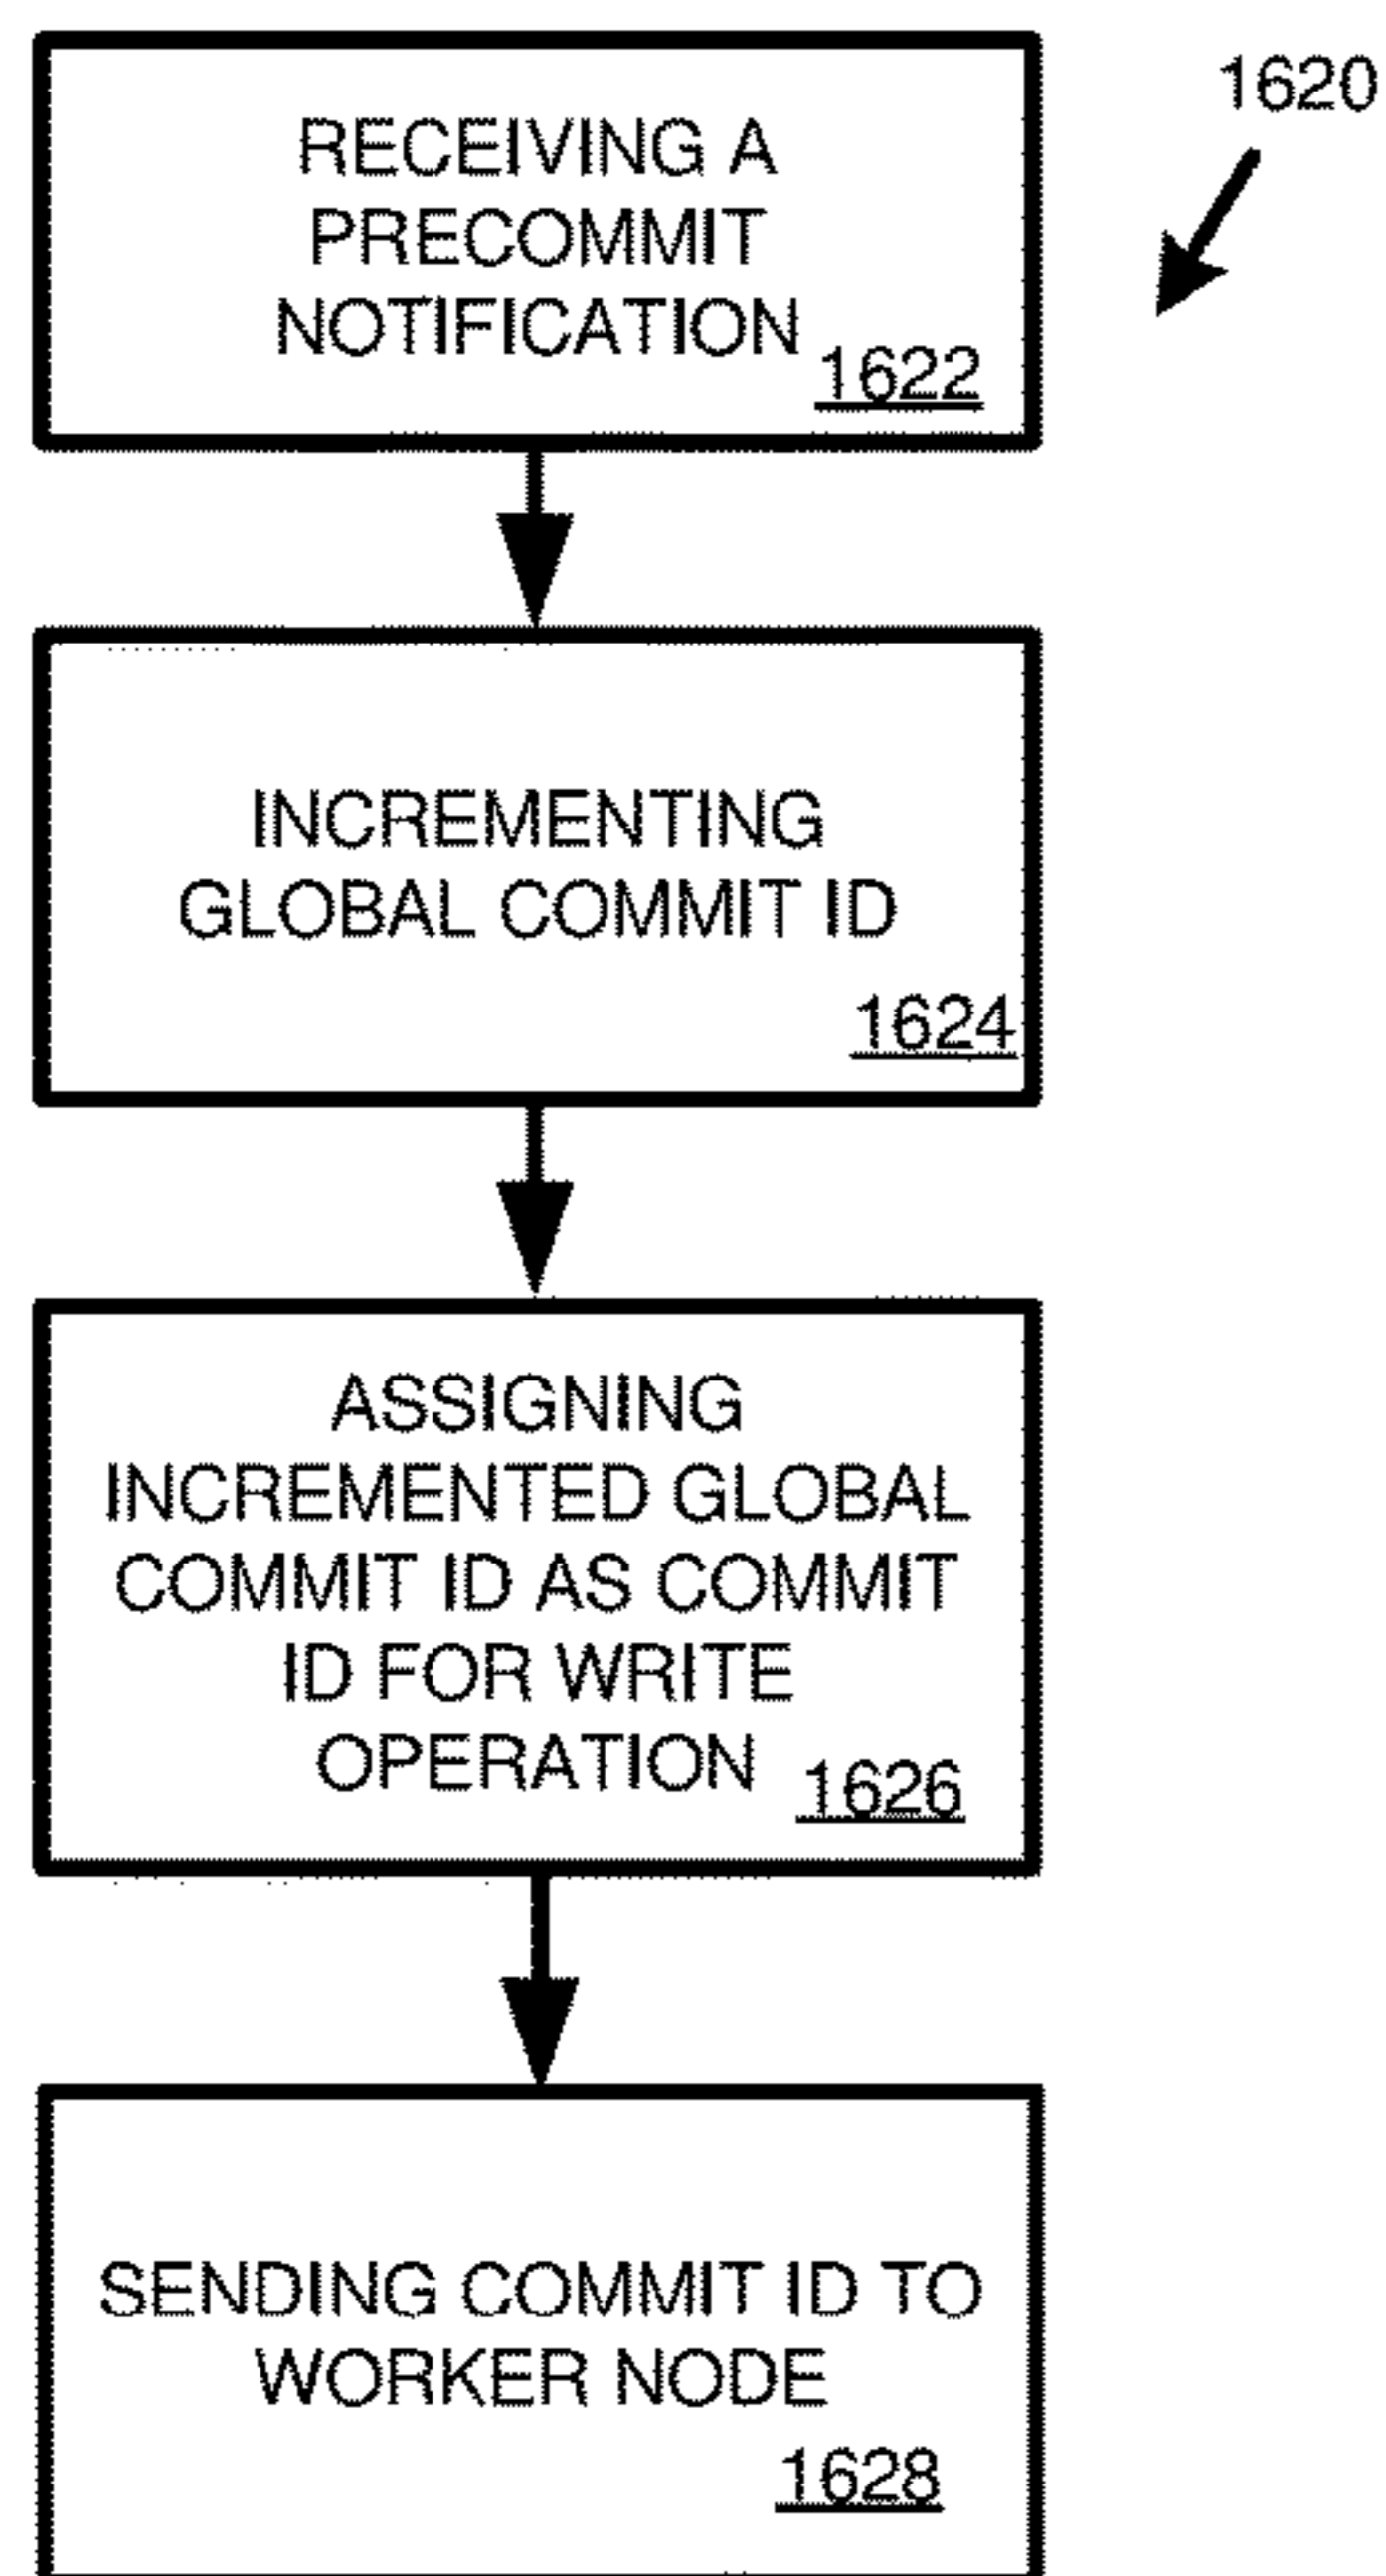 1620
RECEIVING A
PRECOMMIT
NOTIFICATION
1622
INCREMENTING
GLOBAL COMMIT ID
1624
ASSIGNING
INCREMENTED GLOBAL
COMMIT ID AS COMMIT
ID FOR WRITE
OPERATION
1626
SENDING COMMIT ID TO
WORKER NODE
1628